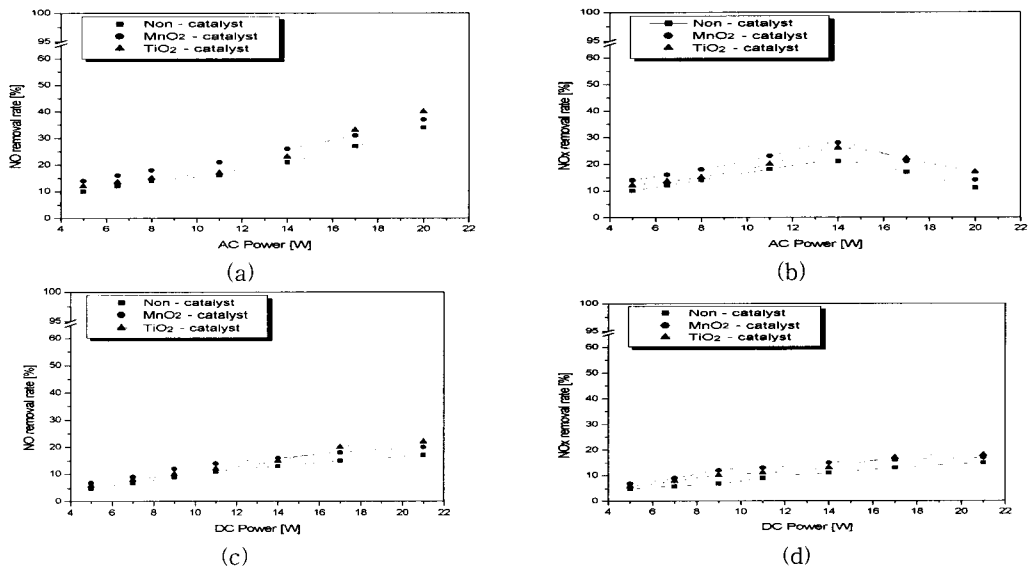 Non - catalyst
MnO2 - catalyst
TiO2 - catalyst
NO removal rate [%]
100
95
60
50
40
30
20
10
0
4 6 8 10 12 14 16 18 20 22
AC Power [W]
(a)
Non - catalyst
MnO2 - catalyst
TiO2 - catalyst
NOx removal rate [%]
100
95
60
50
40
30
20
10
0
4 6 8 10 12 14 16 18 20 22
AC Power [W]
(b)
Non - catalyst
MnO2 - catalyst
TiO2 - catalyst
NO removal rate [%]
100
95
60
50
40
30
20
10
0
4 6 8 10 12 14 16 18 20 22
DC Power [W]
(c)
Non - catalyst
MnO2 - catalyst
TiO2 - catalyst
NOx removal rate [%]
100
95
60
50
40
30
20
10
0
4 6 8 10 12 14 16 18 20 22
DC Power [W]
(d)